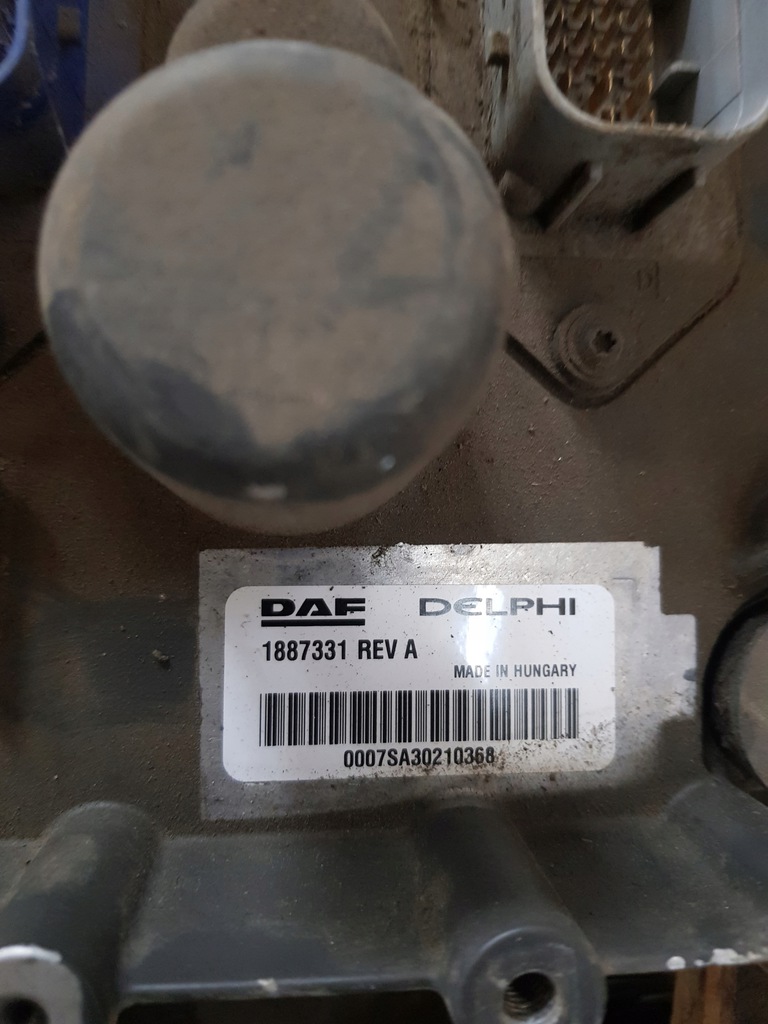 DAF DELPHI
1887331 REV A
MADE IN HUNGARY
0007SA30210368